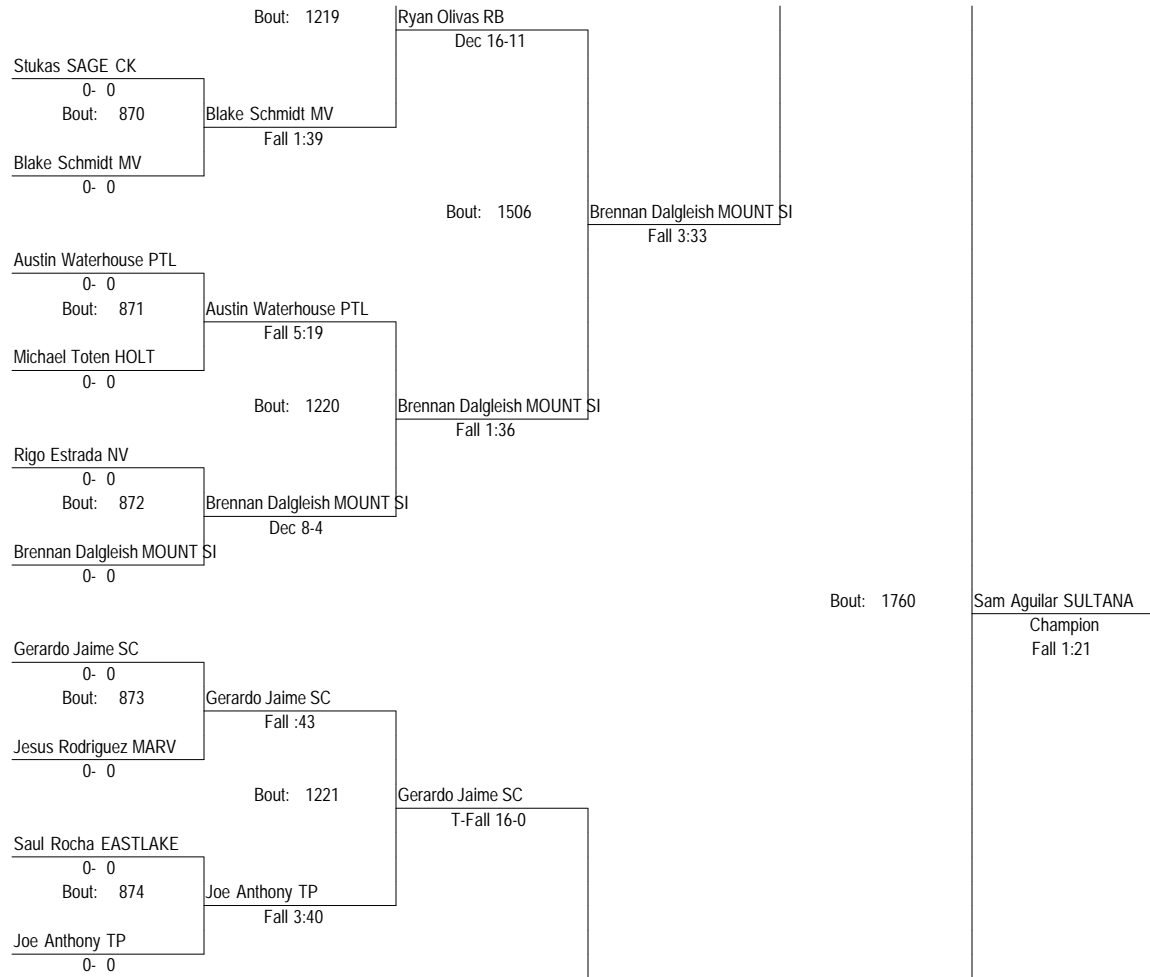 Bout: 1219 Ryan Olivas RB
Dec 16-11
Stukas SAGE CK
0- 0
Bout: 870 Blake Schmidt MV
Fall 1:39
Blake Schmidt MV
0- 0
Bout: 1506 Brennan Dalgleish MOUNT SI
Fall 3:33
Austin Waterhouse PTL
0- 0
Bout: 871 Austin Waterhouse PTL
Fall 5:19
Michael Toten HOLT
0- 0
Bout: 1220 Brennan Dalgleish MOUNT SI
Fall 1:36
Rigo Estrada NV
0- 0
Bout: 872 Brennan Dalgleish MOUNT SI
Dec 8-4
Brennan Dalgleish MOUNT SI
0- 0
Bout: 1760 Sam Aguilar SULTANA
Champion
Fall 1:21
Gerardo Jaime SC
0- 0
Bout: 873 Gerardo Jaime SC
Fall :43
Jesus Rodriguez MARV
0- 0
Bout: 1221 Gerardo Jaime SC
T-Fall 16-0
Saul Rocha EASTLAKE
0- 0
Bout: 874 Joe Anthony TP
Fall 3:40
Joe Anthony TP
0- 0